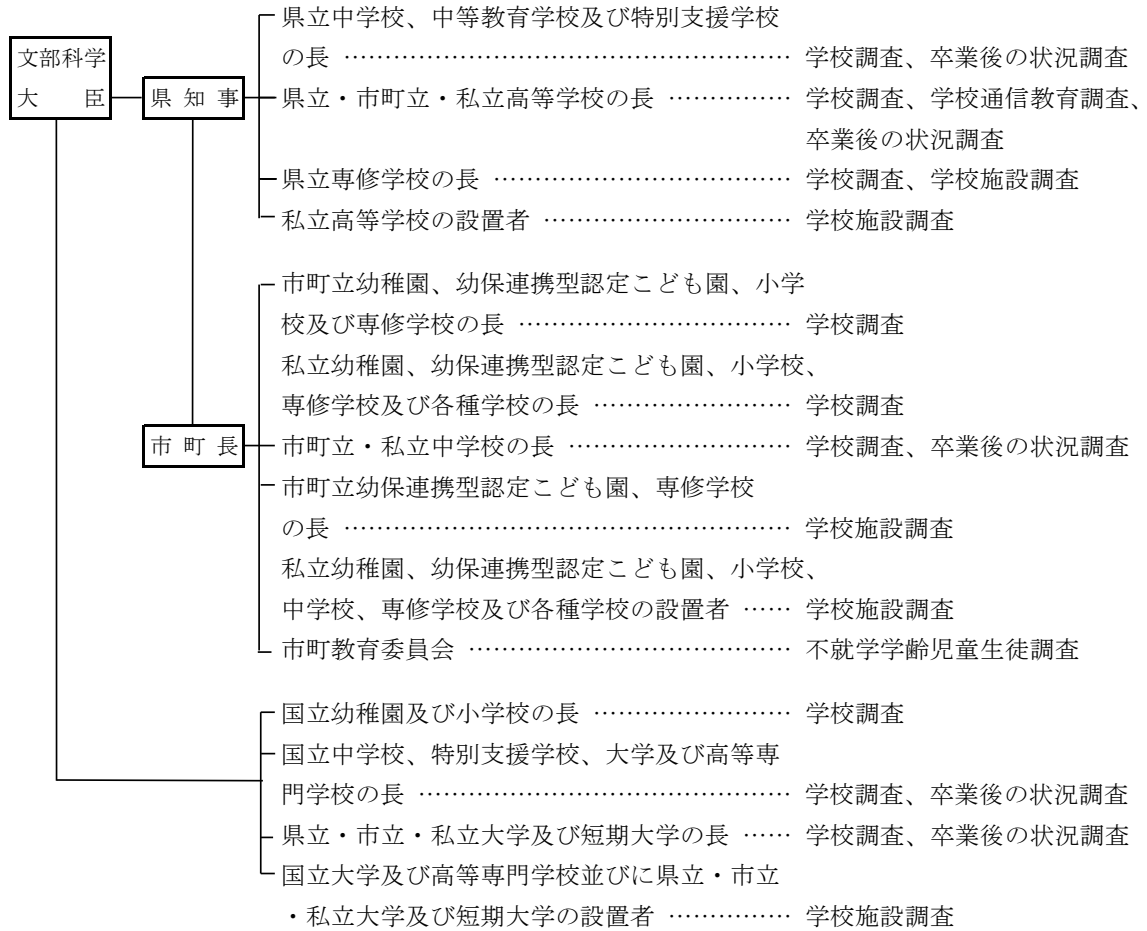 文部科学
大　　臣
県 知 事
県立中学校、中等教育学校及び特別支援学校
の長 ……………………………………………… 学校調査、卒業後の状況調査
県立・市町立・私立高等学校の長 …………… 学校調査、学校通信教育調査、
卒業後の状況調査
県立専修学校の長 ……………………………… 学校調査、学校施設調査
私立高等学校の設置者 ………………………… 学校施設調査
市 町 長
市町立幼稚園、幼保連携型認定こども園、小学
校及び専修学校の長 …………………………… 学校調査
私立幼稚園、幼保連携型認定こども園、小学校、
専修学校及び各種学校の長 …………………… 学校調査
市町立・私立中学校の長 ……………………… 学校調査、卒業後の状況調査
市町立幼保連携型認定こども園、専修学校
の長 ……………………………………………… 学校施設調査
私立幼稚園、幼保連携型認定こども園、小学校、
中学校、専修学校及び各種学校の設置者 …… 学校施設調査
市町教育委員会 ………………………………… 不就学学齢児童生徒調査
国立幼稚園及び小学校の長 …………………… 学校調査
国立中学校、特別支援学校、大学及び高等専
門学校の長 ……………………………………… 学校調査、卒業後の状況調査
県立・市立・私立大学及び短期大学の長 …… 学校調査、卒業後の状況調査
国立大学及び高等専門学校並びに県立・市立
・私立大学及び短期大学の設置者 …………… 学校施設調査